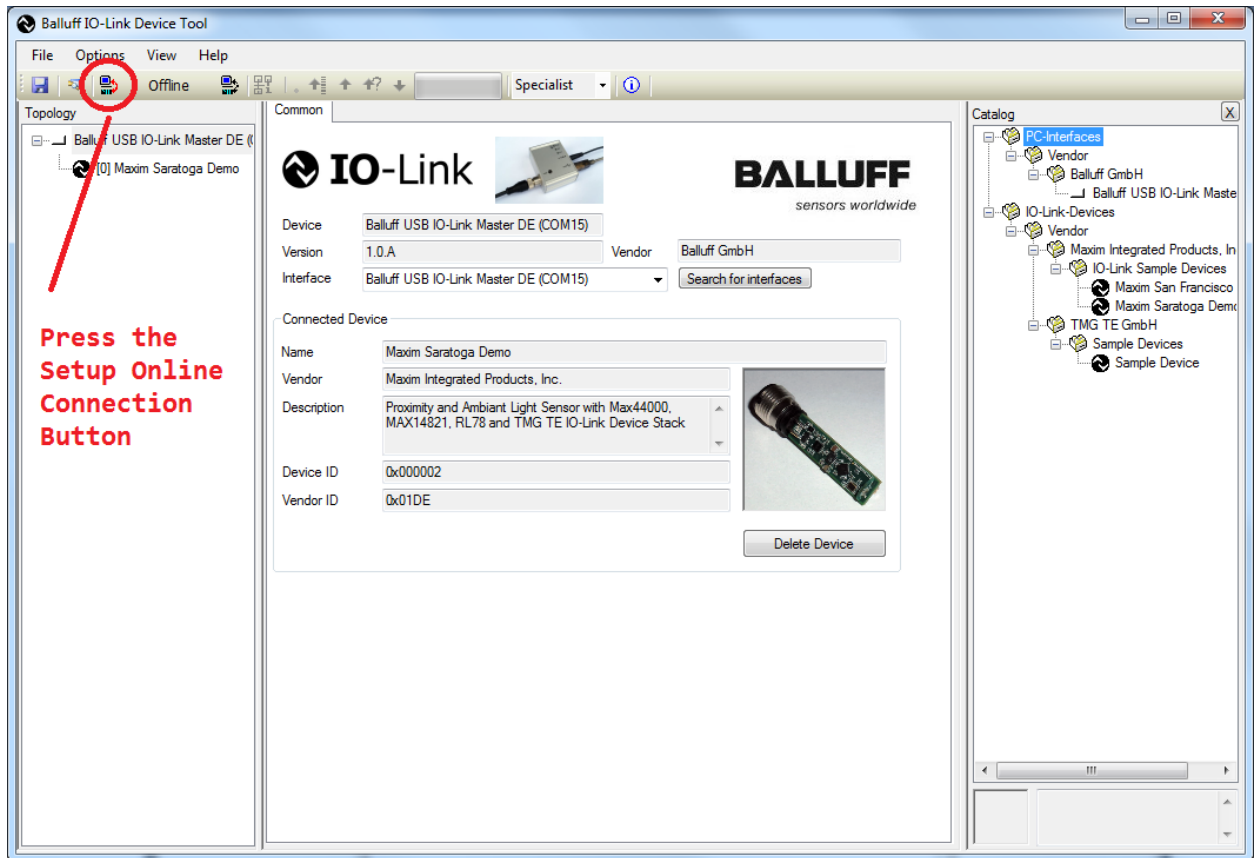 Balluff IO-Link Device Tool
File Options View Help
Offline
Specialist
Topology
Balluff USB IO-Link Master DE (
[0] Maxim Saratoga Demo
Press the
Setup Online
Connection
Button
Common
IO-Link
BALLUFF
sensors worldwide
Device Balluff USB IO-Link Master DE (COM15)
Version 1.0.A Vendor Balluff GmbH
Interface Balluff USB IO-Link Master DE (COM15) Search for interfaces
Connected Device
Name Maxim Saratoga Demo
Vendor Maxim Integrated Products, Inc.
Description Proximity and Ambient Light Sensor with Max44000,
MAX14821, RL78 and TMG TE IO-Link Device Stack
Device ID 0x000002
Vendor ID 0x01DE
Delete Device
Catalog X
PC-Interfaces
Vendor
Balluff GmbH
Balluff USB IO-Link Maste
IO-Link-Devices
Vendor
Maxim Integrated Products, In
IO-Link Sample Devices
Maxim San Francisco
Maxim Saratoga Demo
TMG TE GmbH
Sample Devices
Sample Device